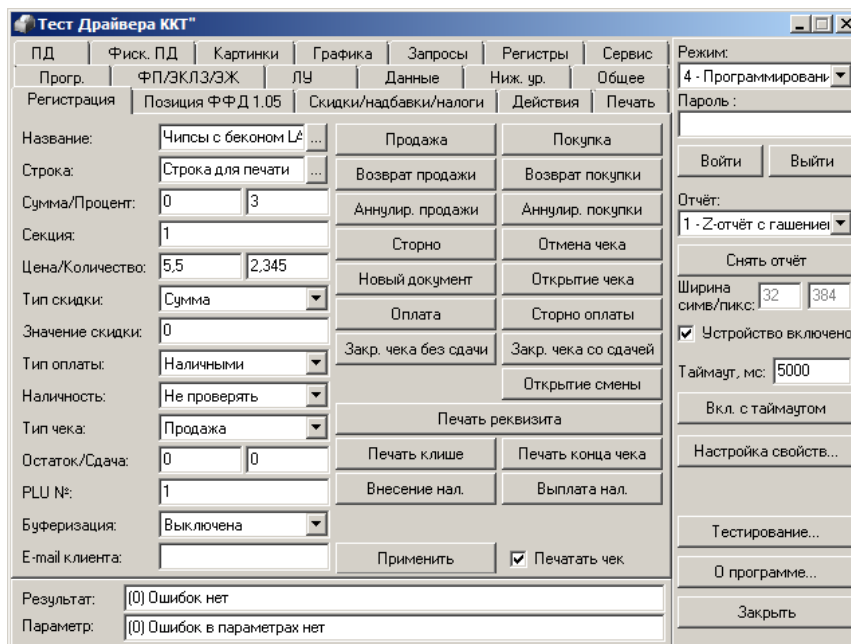 Тест Драйвера ККТ"
ПД Фиск. ПД Картинки Графика Запросы Регистры Сервис
Прогр. ФП/ЭКЛЗ/ЭЖ ЛУ Данные Ниж. ур. Общее
Регистрация Позиция ФФД 1.05 Скидки/надбавки/налоги Действия Печать
Название: Чипсы с беконом LA ... Продажа Покупка
Строка: Строка для печати ... Возврат продажи Возврат покупки
Сумма/Процент: 0 3 Аннулир. продажи Аннулир. покупки
Секция: 1 Сторно Отмена чека
Цена/Количество: 5,5 2,345 Новый документ Открытие чека
Тип скидки: Сумма Оплата Сторно оплаты
Значение скидки: 0 Закр. чека без сдачи Закр. чека со сдачей
Тип оплаты: Наличными Открытие смены
Наличность: Не проверять
Тип чека: Продажа Печать реквизита
Остаток/Сдача: 0 0 Печать клише Печать конца чека
PLU №: 1 Внесение нал. Выплата нал.
Буферизация: Выключена
E-mail клиента: Применить Печатать чек
Результат: (0) Ошибок нет
Параметр: (0) Ошибок в параметрах нет
Режим:
4 - Программировани
Пароль :
Войти Выйти
Отчёт:
1 - Z-отчёт с гашением
Снять отчёт
Ширина
симв/пикс: 32 384
Устройство включено
Таймаут, мс: 5000
Вкл. с таймаутом
Настройка свойств...
Тестирование...
О программе...
Закрыть